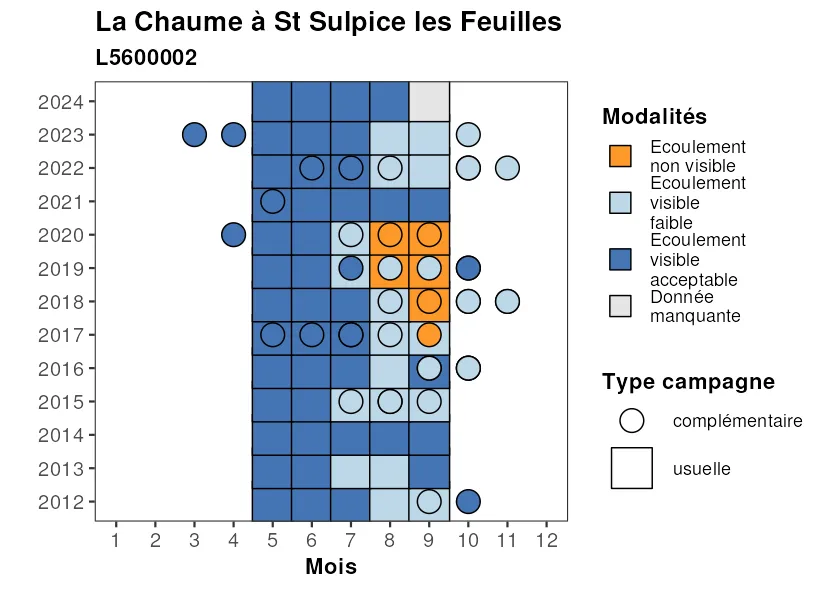 La Chaume à St Sulpice les Feuilles
L5600002
2024
2023
2022
2021
2020
2019
2018
2017
2016
2015
2014
2013
2012
1 2 3 4 5 6 7 8 9 10 11 12
Mois
Modalités
Ecoulement
non visible
Ecoulement
visible
faible
Ecoulement
visible
acceptable
Donnée
manquante
Type campagne
complémentaire
usuelle